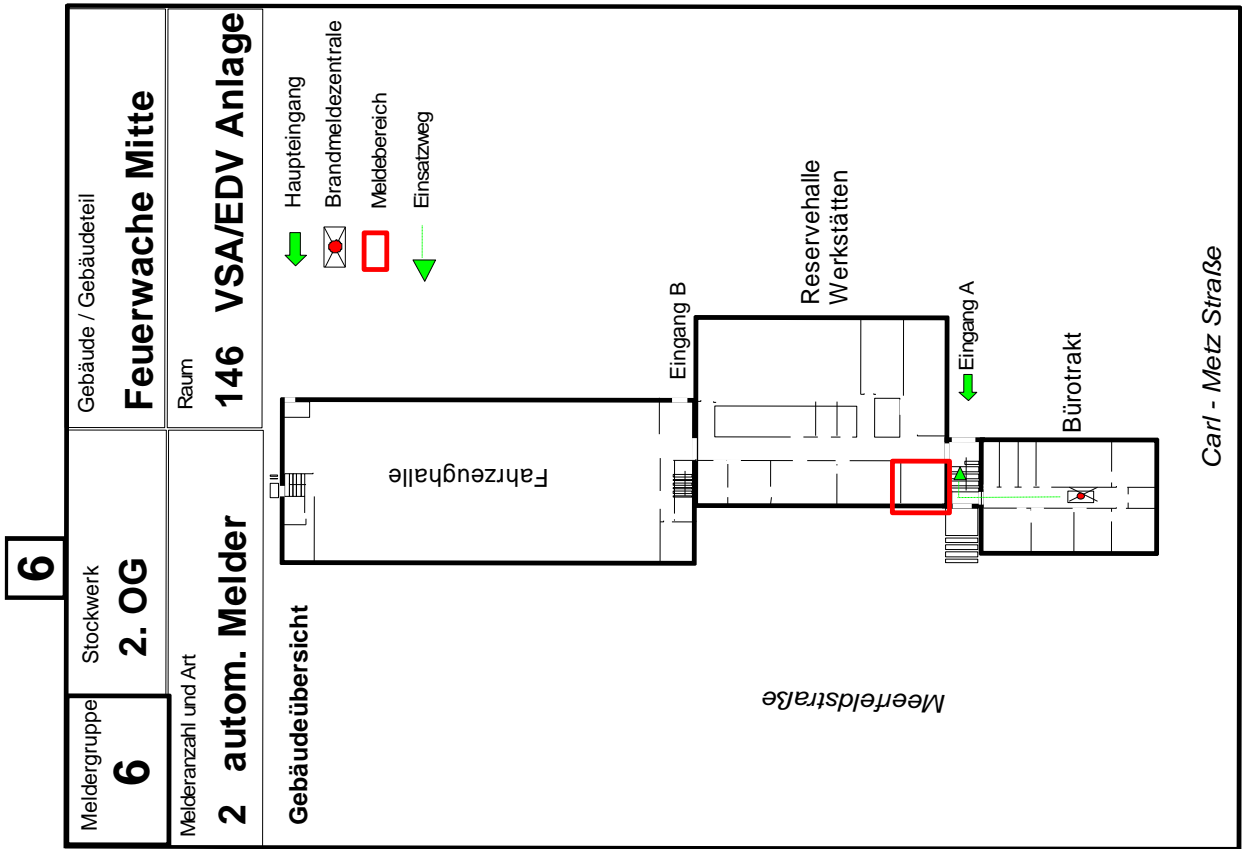 6
Meldergruppe
6
Stockwerk
2. OG
Gebäude / Gebäudeteil
Feuerwache Mitte
Melderanzahl und Art
2 autom. Melder
Raum
146 VSA/EDV Anlage
Gebäudeübersicht
Haupteingang
Brandmeldezentrale
Meldebereich
Einsatzweg
Fahrzeughalle
Eingang B
Reservehalle
Werkstätten
Eingang A
Bürotrakt
Meerfeldstraße
Carl - Metz Straße